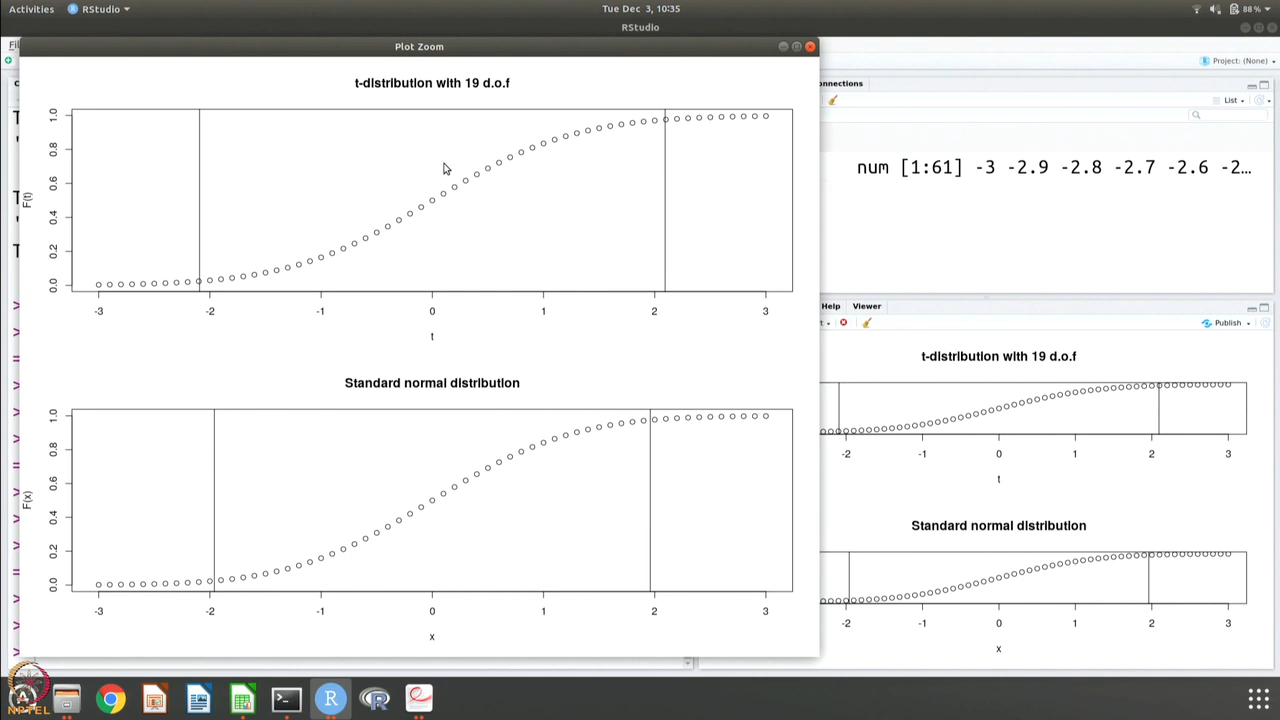 Activities RStudio Tue Dec 3, 10:35 88%
RStudio
Fil
Plot Zoom
Project: (None)
onnections
List
num [1:61] -3 -2.9 -2.8 -2.7 -2.6 -2…
t-distribution with 19 d.o.f
F(t)
1.0
0.8
0.6
0.4
0.2
0.0
-3 -2 -1 0 1 2 3
t
Standard normal distribution
F(x)
1.0
0.8
0.6
0.4
0.2
0.0
-3 -2 -1 0 1 2 3
x
Help Viewer
Publish
t-distribution with 19 d.o.f
-2 -1 0 1 2 3
t
Standard normal distribution
-2 -1 0 1 2 3
x
NPTEL